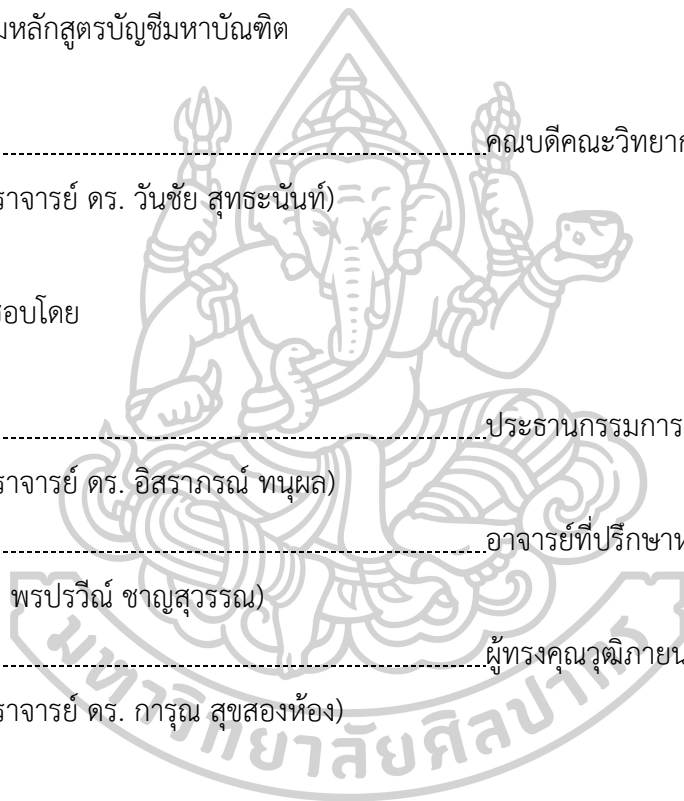 มหลักสูตรบัญชีมหาบัณฑิต
คณบดีคณะวิทยา
ราจารย์ ดร. วันชัย สุทธะนันท์)
สอบโดย
ประธานกรรมการ
ราจารย์ ดร. อิสราภรณ์ ทนุผล)
อาจารย์ที่ปรึกษาห
พรปรวีณ์ ชาญสุวรรณ)
ผู้ทรงคุณวุฒิภายน
ราจารย์ ดร. การุณ สุขสองห้อง)
มหาวิทยาลัยศิลปากร